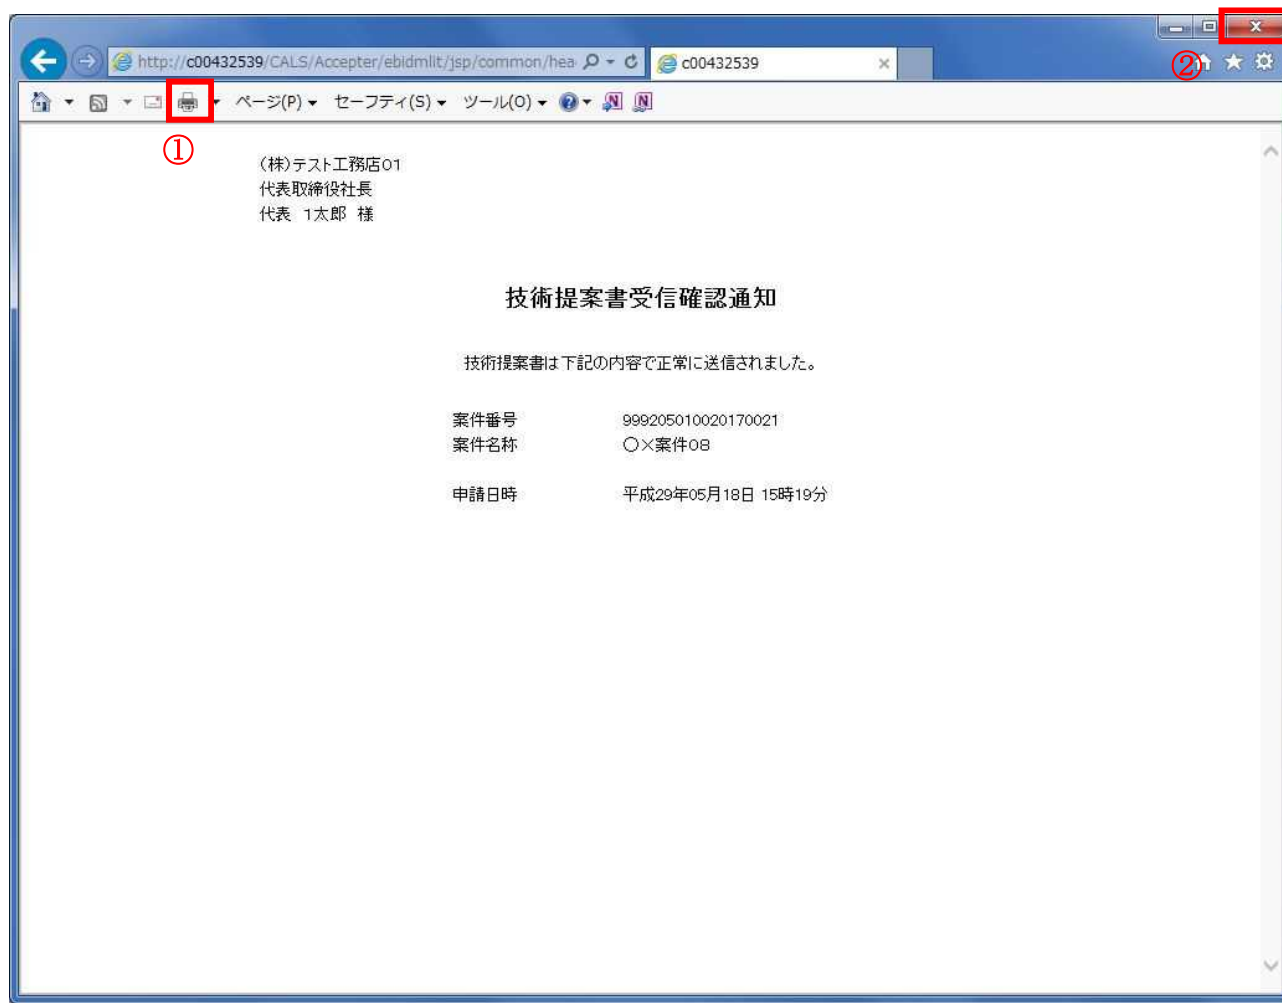 http://c00432539/CALS/Accepter/ebidmlit/jsp/common/hea
c00432539
②
ページ(P) セーフティ(S) ツール(O)
①
(株)テスト工務店01
代表取締役社長
代表 1太郎 様
技術提案書受信確認通知
技術提案書は下記の内容で正常に送信されました。
案件番号 999205010020170021
案件名称 〇×案件08
申請日時 平成29年05月18日 15時19分